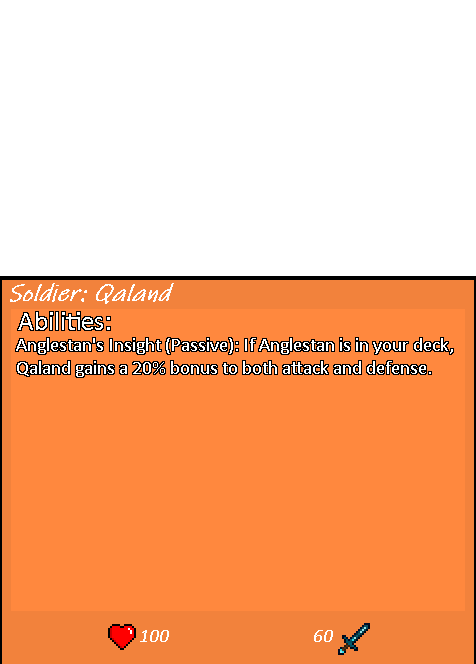 Soldier: Qaland
Abilities:
Anglestan's Insight (Passive): If Anglestan is in your deck,
Qaland gains a 20% bonus to both attack and defense.
100 60